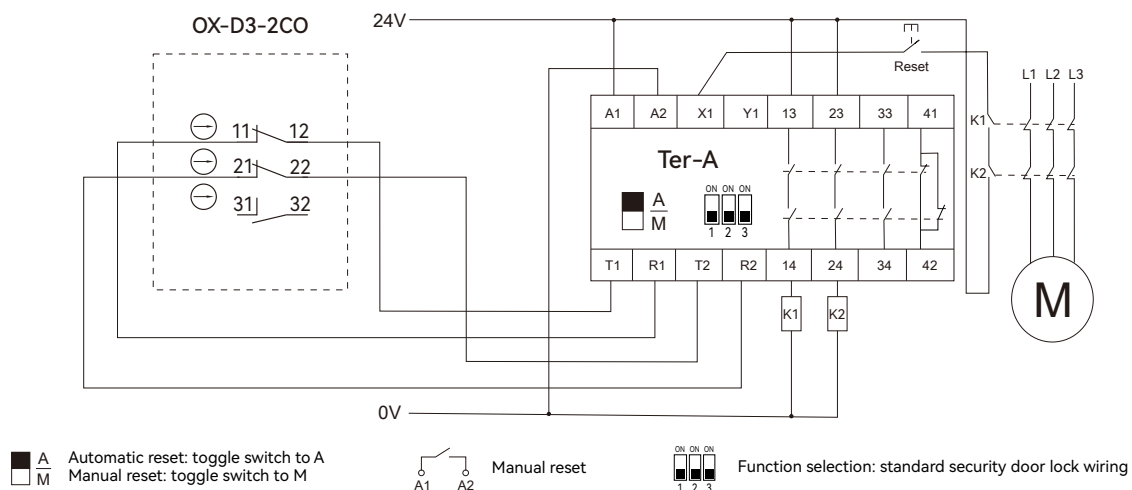 OX-D3-2CO
24V
Reset
L1 L2 L3
A1 A2 X1 Y1 13 23 33 41
K1
11 12
Ter-A
21 22
K2
A
M
ON ON ON
1 2 3
31 32
T1 R1 T2 R2 14 24 34 42
K1 K2
M
0V
A
M
Automatic reset: toggle switch to A
Manual reset: toggle switch to M
A1 A2
Manual reset
ON ON ON
1 2 3
Function selection: standard security door lock wiring